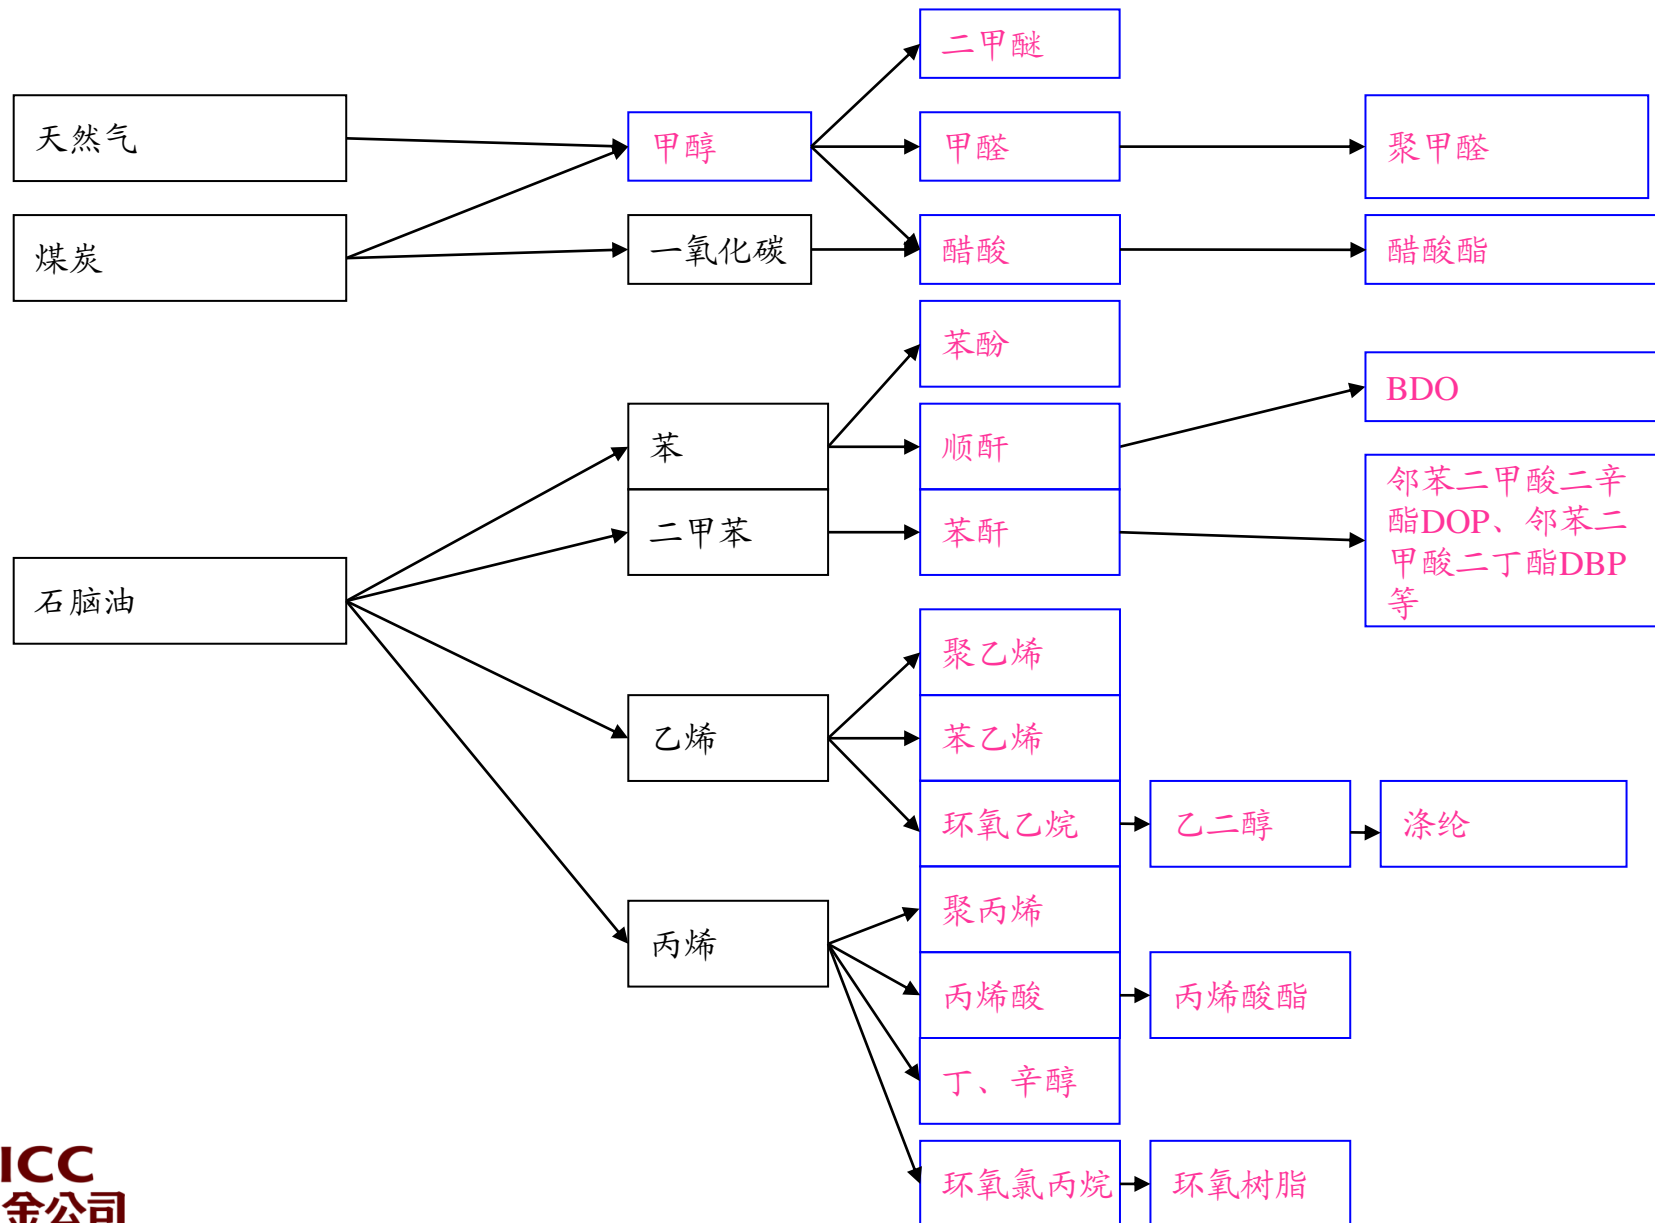 二甲醚
天然气
甲醇
甲醛
聚甲醛
煤炭
一氧化碳
醋酸
醋酸酯
苯酚
BDO
苯
顺酐
邻苯二甲酸二辛
酯DOP、邻苯二
甲酸二丁酯DBP
等
二甲苯
苯酐
石脑油
聚乙烯
乙烯
苯乙烯
环氧乙烷
乙二醇
涤纶
聚丙烯
丙烯
丙烯酸
丙烯酸酯
丁、辛醇
环氧氯丙烷
环氧树脂
ICC
金公司